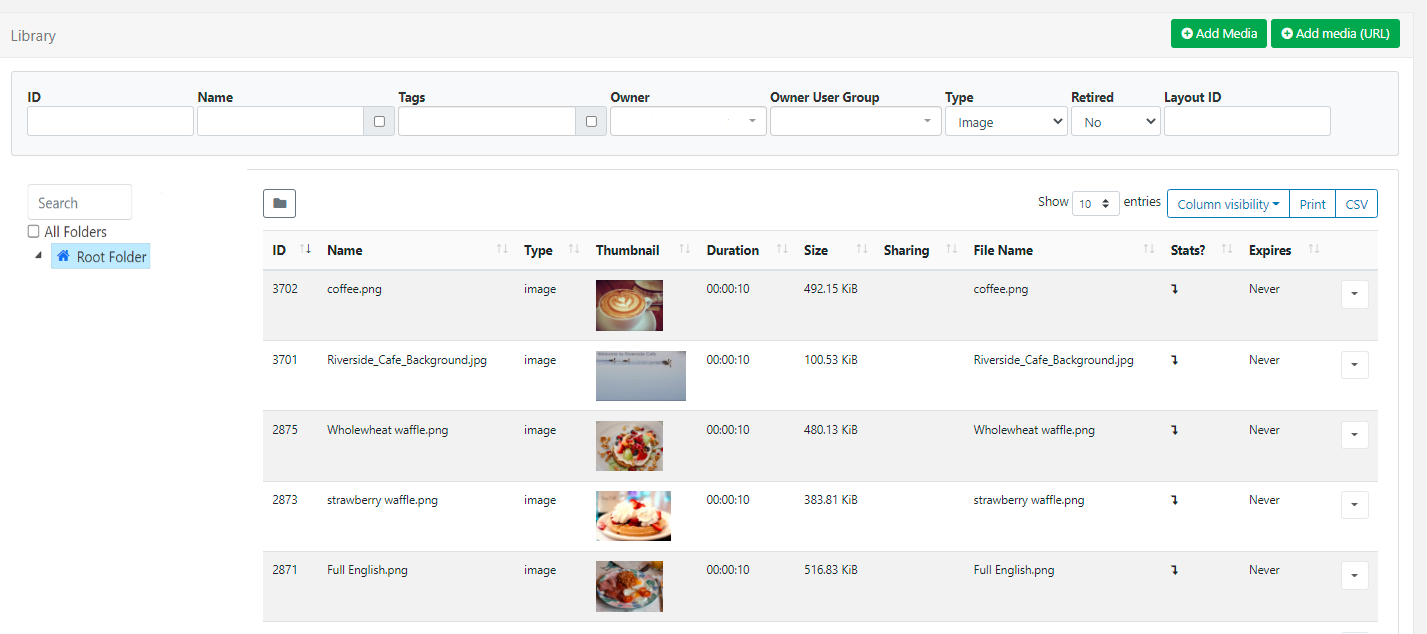 Library
Add Media
Add media (URL)
ID Name Tags Owner Owner User Group Type Retired Layout ID
Image No
Search
All Folders
Root Folder
Show 10 entries Column visibility Print CSV
ID Name Type Thumbnail Duration Size Sharing File Name Stats? Expires
3702 coffee.png image 00:00:10 492.15 KiB coffee.png Never
3701 Riverside_Cafe_Background.jpg image 00:00:10 100.53 KiB Riverside_Cafe_Background.jpg Never
Welcome to Riverside Cafe
2875 Wholewheat waffle.png image 00:00:10 480.13 KiB Wholewheat waffle.png Never
2873 strawberry waffle.png image 00:00:10 383.81 KiB strawberry waffle.png Never
2871 Full English.png image 00:00:10 516.83 KiB Full English.png Never